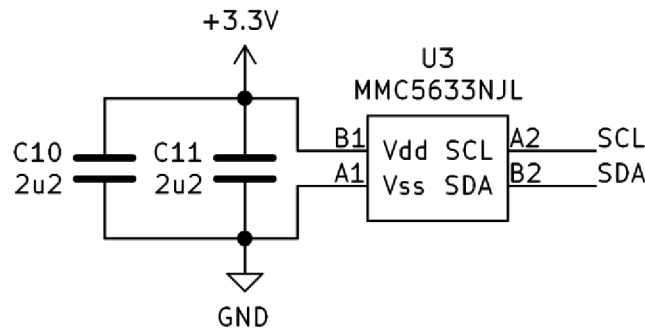 +3.3V
U3
MMC5633NJL
C10
2u2
C11
2u2
B1 Vdd SCL A2 SCL
A1 Vss SDA B2 SDA
GND